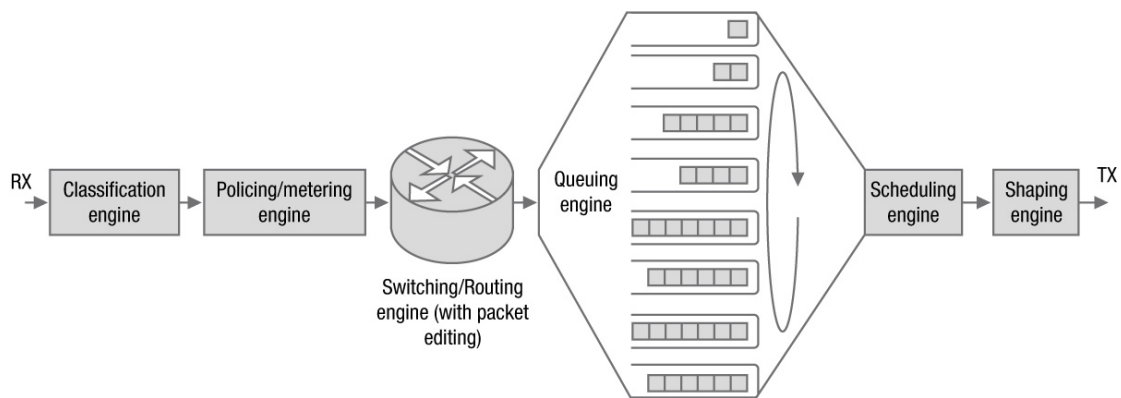 RX
Classification
engine
Policing/metering
engine
Switching/Routing
engine (with packet
editing)
Queuing
engine
Scheduling
engine
Shaping
engine
TX